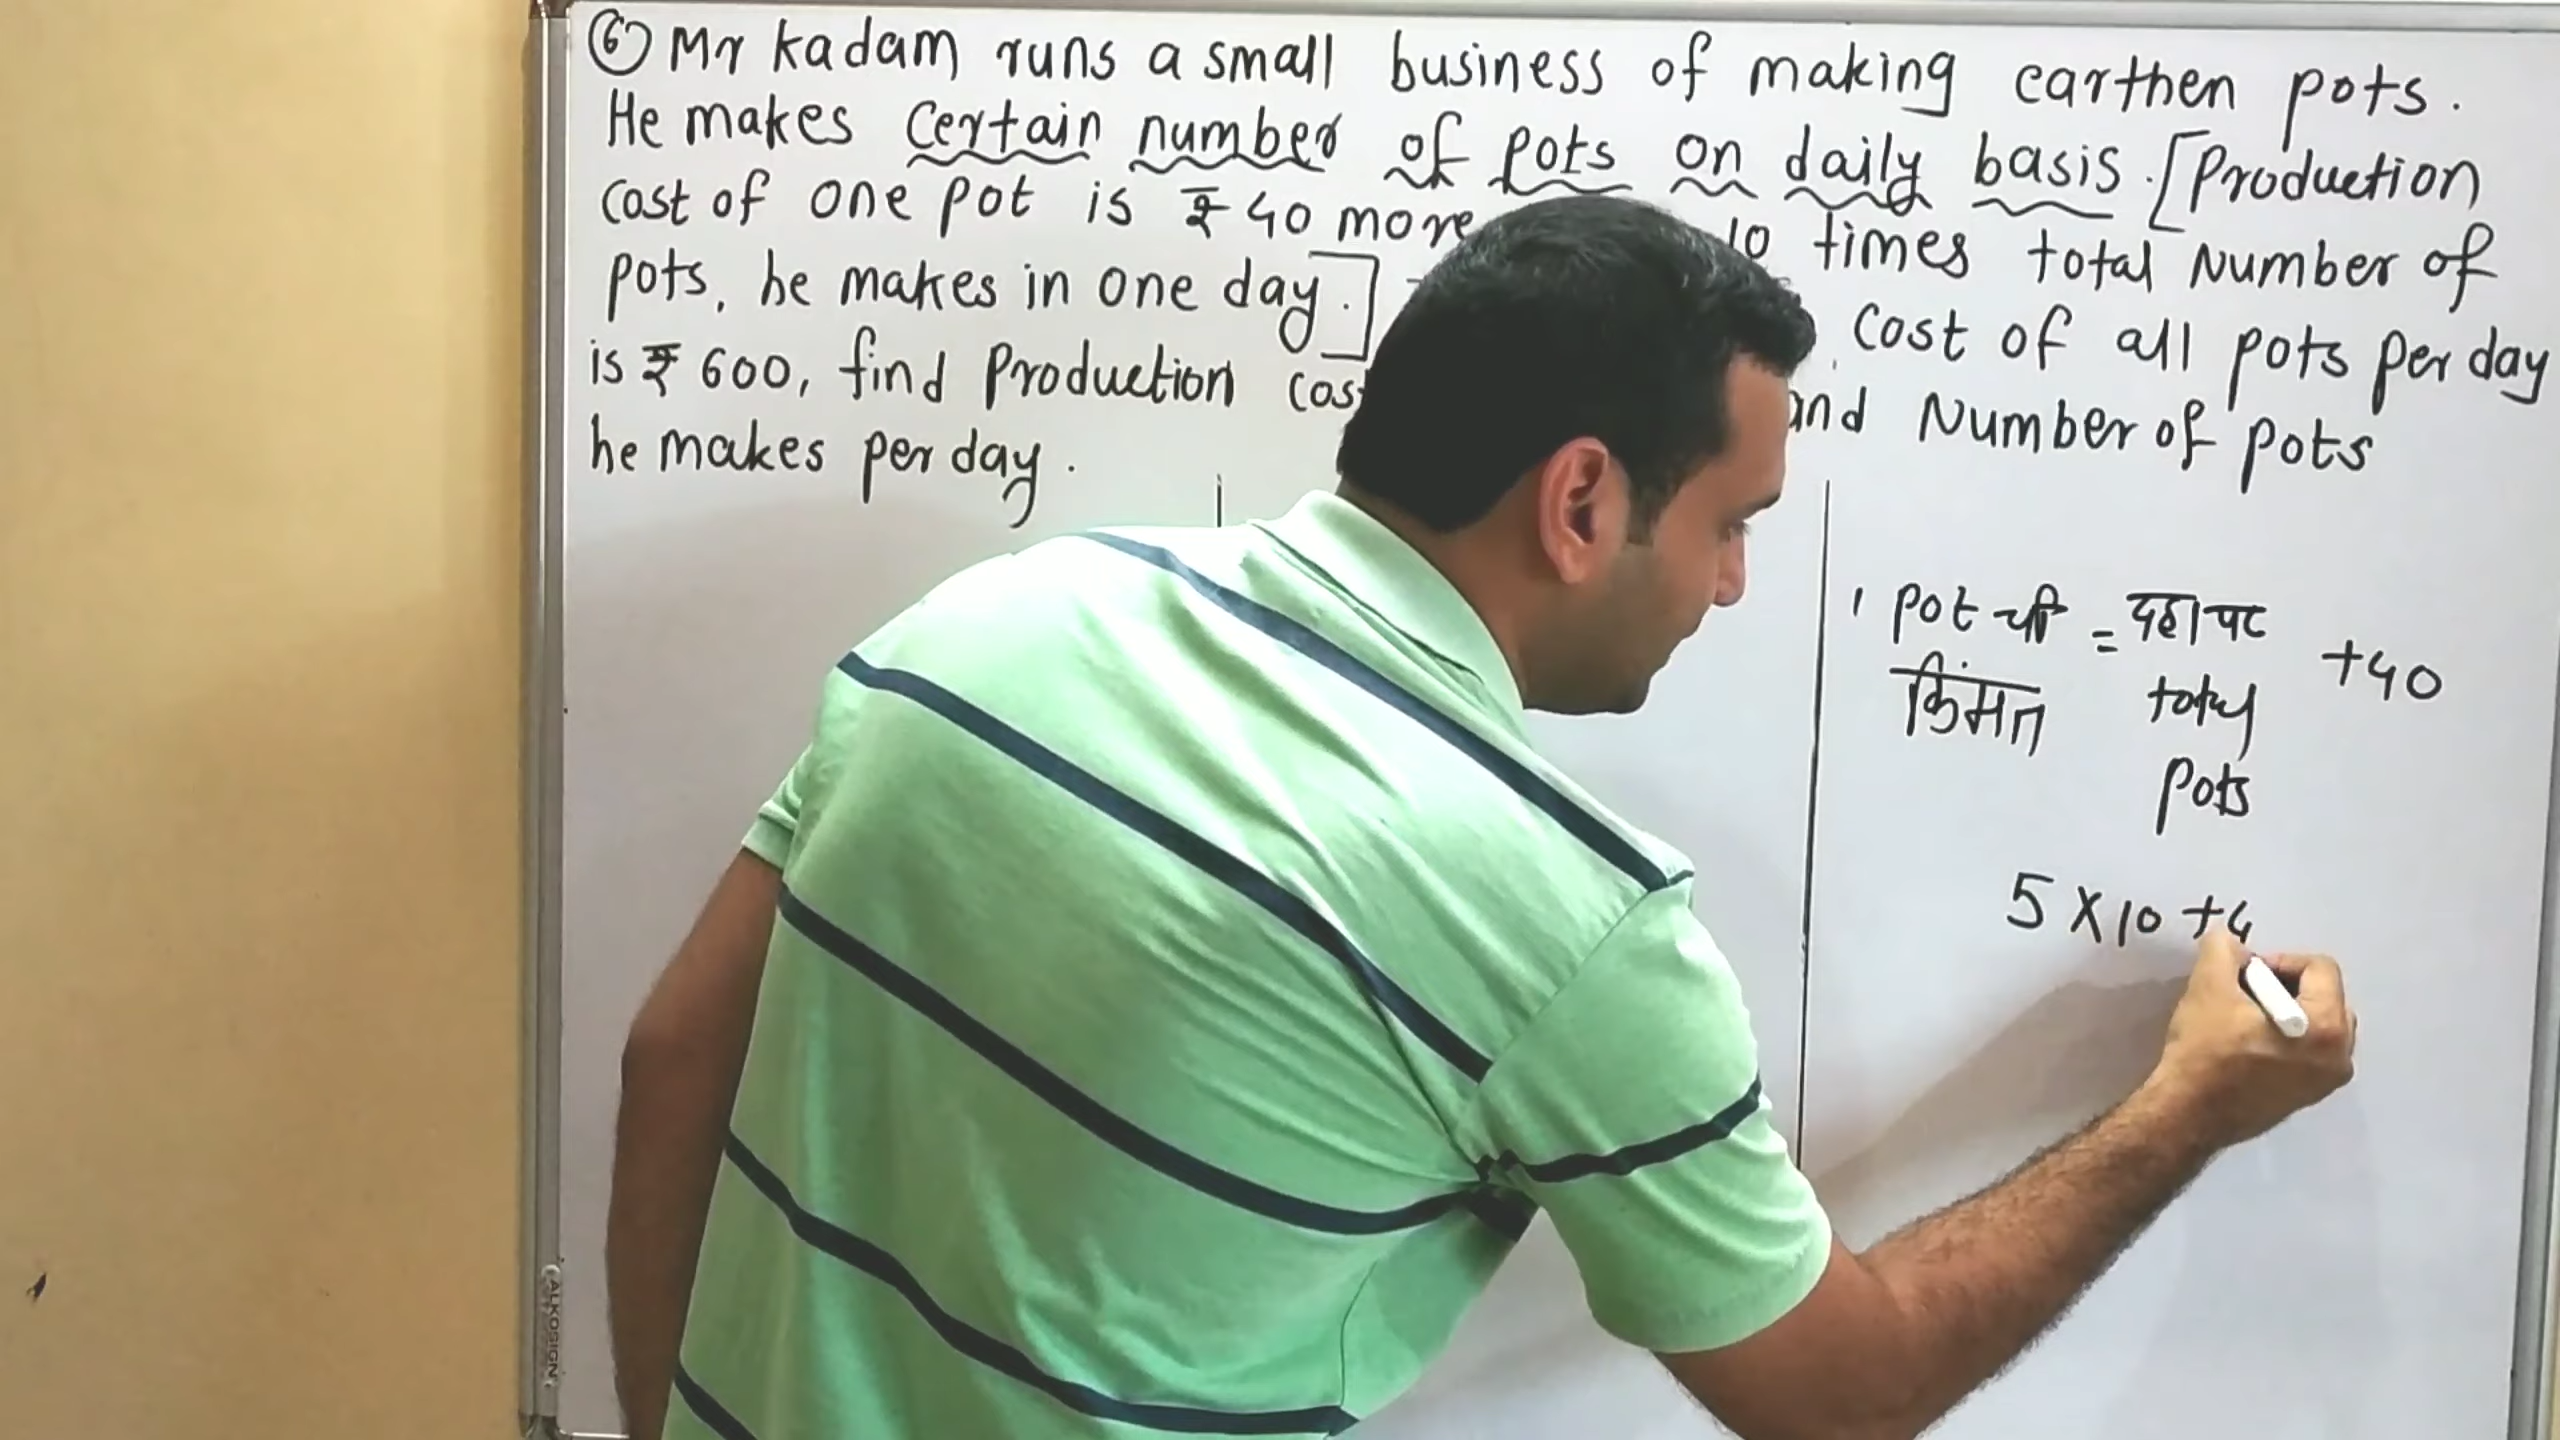 ⑥ Mr Kadam runs a small business of making earthen pots.
He makes certain number of pots on daily basis. [Production
cost of one pot is ₹ 40 more 10 times total Number of
pots, he makes in one day.] cost of all pots per day
is ₹ 600, find Production cos and Number of pots
he makes per day.
1 pot ची = दहापट +40
किंमत total
pots
5 X 10 +4
ALKOSIGN